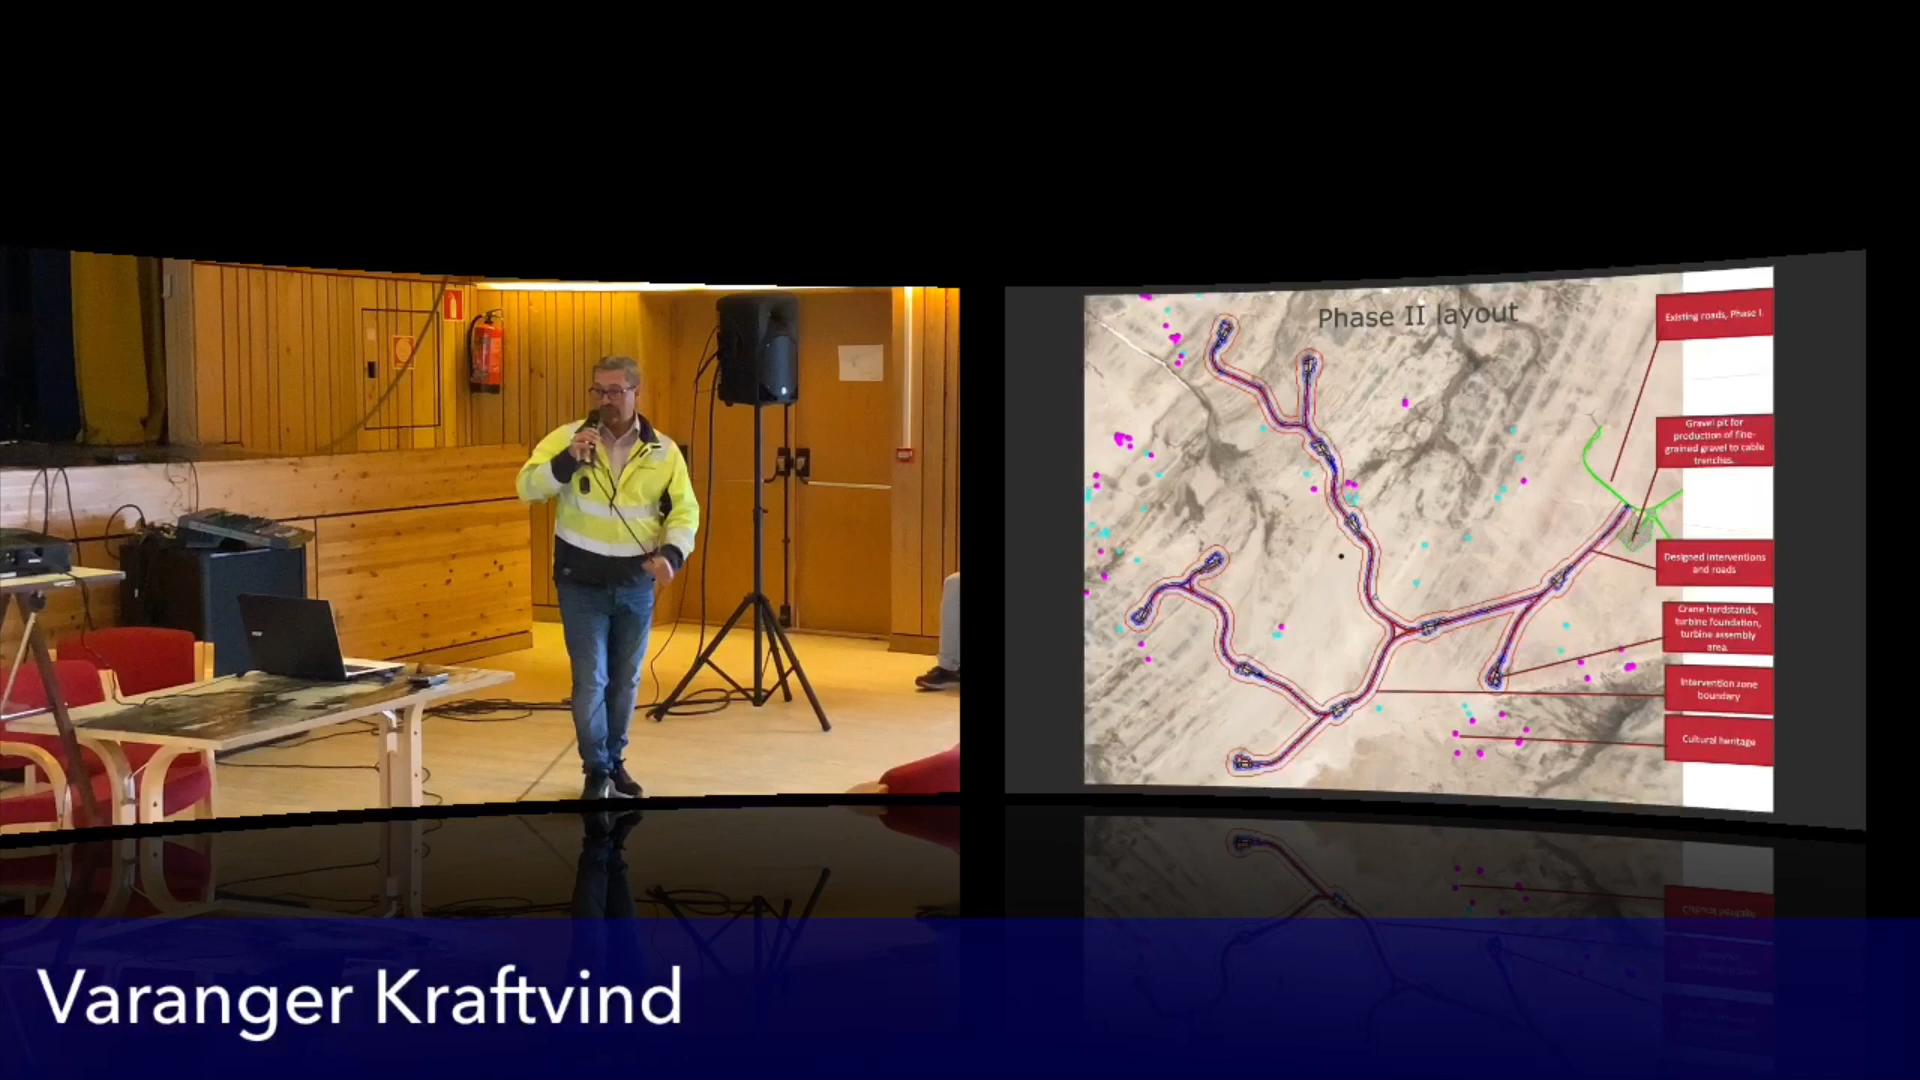 Phase II layout
Existing roads, Phase I.
Gravel pit for
production of fine-
grained gravel to cable
trenches.
Designed interventions
and roads
Crane hardstands,
turbine foundation,
turbine assembly
area.
Intervention zone
boundary
Cultural heritage
Varanger Kraftvind